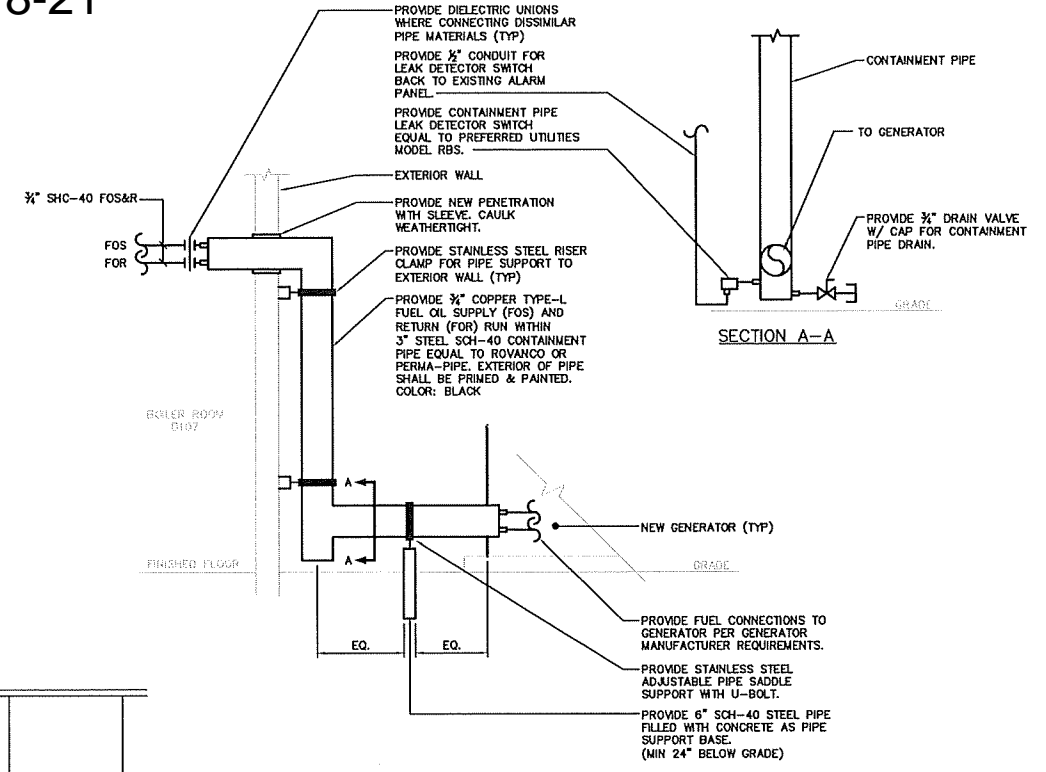 8-21
PROVIDE DIELECTRIC UNIONS
WHERE CONNECTING DISSIMILAR
PIPE MATERIALS (TYP)
PROVIDE ½" CONDUIT FOR
LEAK DETECTOR SWITCH
BACK TO EXISTING ALARM
PANEL.
PROVIDE CONTAINMENT PIPE
LEAK DETECTOR SWITCH
EQUAL TO PREFERRED UTILITIES
MODEL RBS.
EXTERIOR WALL
PROVIDE NEW PENETRATION
WITH SLEEVE. CAULK
WEATHERTIGHT.
PROVIDE STAINLESS STEEL RISER
CLAMP FOR PIPE SUPPORT TO
EXTERIOR WALL (TYP)
PROVIDE ¾" COPPER TYPE-L
FUEL OIL SUPPLY (FOS) AND
RETURN (FOR) RUN WITHIN
3" STEEL SCH-40 CONTAINMENT
PIPE EQUAL TO ROVANCO OR
PERMA-PIPE. EXTERIOR OF PIPE
SHALL BE PRIMED & PAINTED.
COLOR: BLACK
¾" SHC-40 FOS&R
FOS
FOR
BOILER ROOM
D107
FINISHED FLOOR
A
A
EQ.
EQ.
GRADE
NEW GENERATOR (TYP)
PROVIDE FUEL CONNECTIONS TO
GENERATOR PER GENERATOR
MANUFACTURER REQUIREMENTS.
PROVIDE STAINLESS STEEL
ADJUSTABLE PIPE SADDLE
SUPPORT WITH U-BOLT.
PROVIDE 6" SCH-40 STEEL PIPE
FILLED WITH CONCRETE AS PIPE
SUPPORT BASE.
(MIN 24" BELOW GRADE)
CONTAINMENT PIPE
TO GENERATOR
PROVIDE ¾" DRAIN VALVE
W/ CAP FOR CONTAINMENT
PIPE DRAIN.
GRADE
SECTION A-A